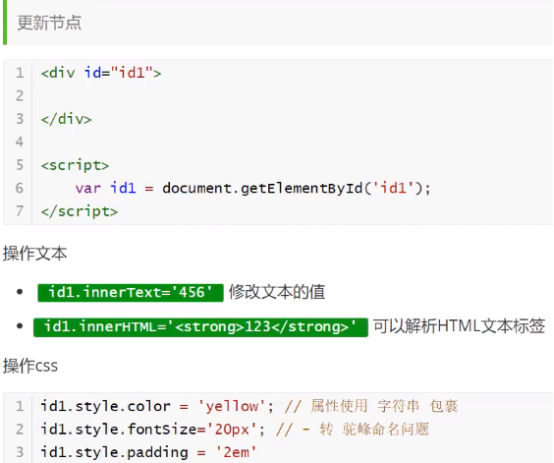 更新节点
1 <div id="id1">
2
3 </div>
4
5 <script>
6 var id1 = document.getElementById('id1');
7 </script>
操作文本
• id1.innerText='456' 修改文本的值
• id1.innerHTML='<strong>123</strong>' 可以解析HTML文本标签
操作css
1 id1.style.color = 'yellow'; // 属性使用 字符串 包裹
2 id1.style.fontSize='20px'; // - 转 驼峰命名问题
3 id1.style.padding = '2em'